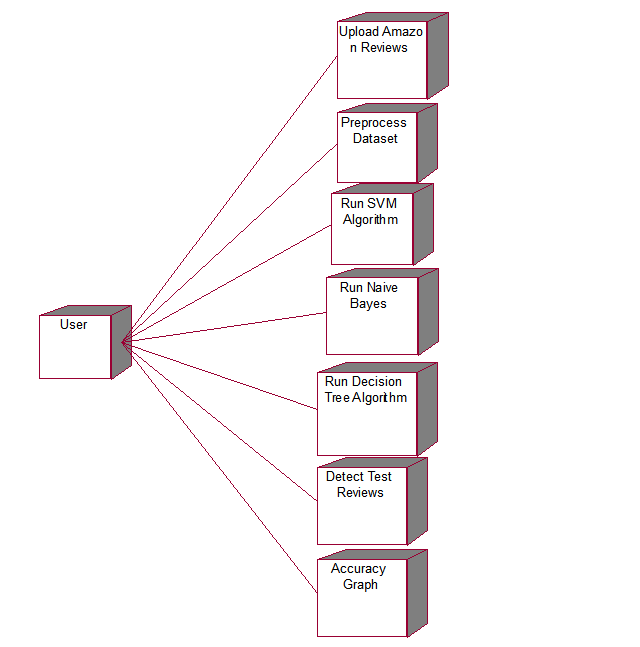 Upload Amazo
n Reviews
Preprocess
Dataset
Run SVM
Algorithm
Run Naive
Bayes
User
Run Decision
Tree Algorithm
Detect Test
Reviews
Accuracy
Graph